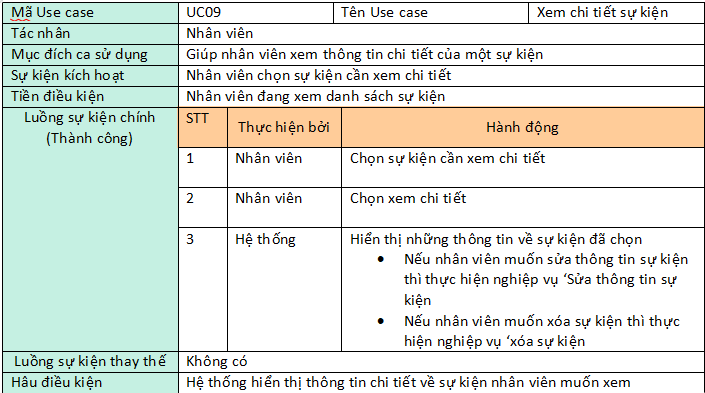 Mã Use case UC09 Tên Use case Xem chi tiết sự kiện
Tác nhân Nhân viên
Mục đích ca sử dụng Giúp nhân viên xem thông tin chi tiết của một sự kiện
Sự kiện kích hoạt Nhân viên chọn sự kiện cần xem chi tiết
Tiền điều kiện Nhân viên đang xem danh sách sự kiện
Luồng sự kiện chính
(Thành công)
STT Thực hiện bởi Hành động
1 Nhân viên Chọn sự kiện cần xem chi tiết
2 Nhân viên Chọn xem chi tiết
3 Hệ thống Hiển thị những thông tin về sự kiện đã chọn
• Nếu nhân viên muốn sửa thông tin sự kiện
thì thực hiện nghiệp vụ ‘Sửa thông tin sự
kiện
• Nếu nhân viên muốn xóa sự kiện thì thực
hiện nghiệp vụ ‘xóa sự kiện
Luồng sự kiện thay thế Không có
Hâu điều kiện Hệ thống hiển thị thông tin chi tiết về sự kiện nhân viên muốn xem